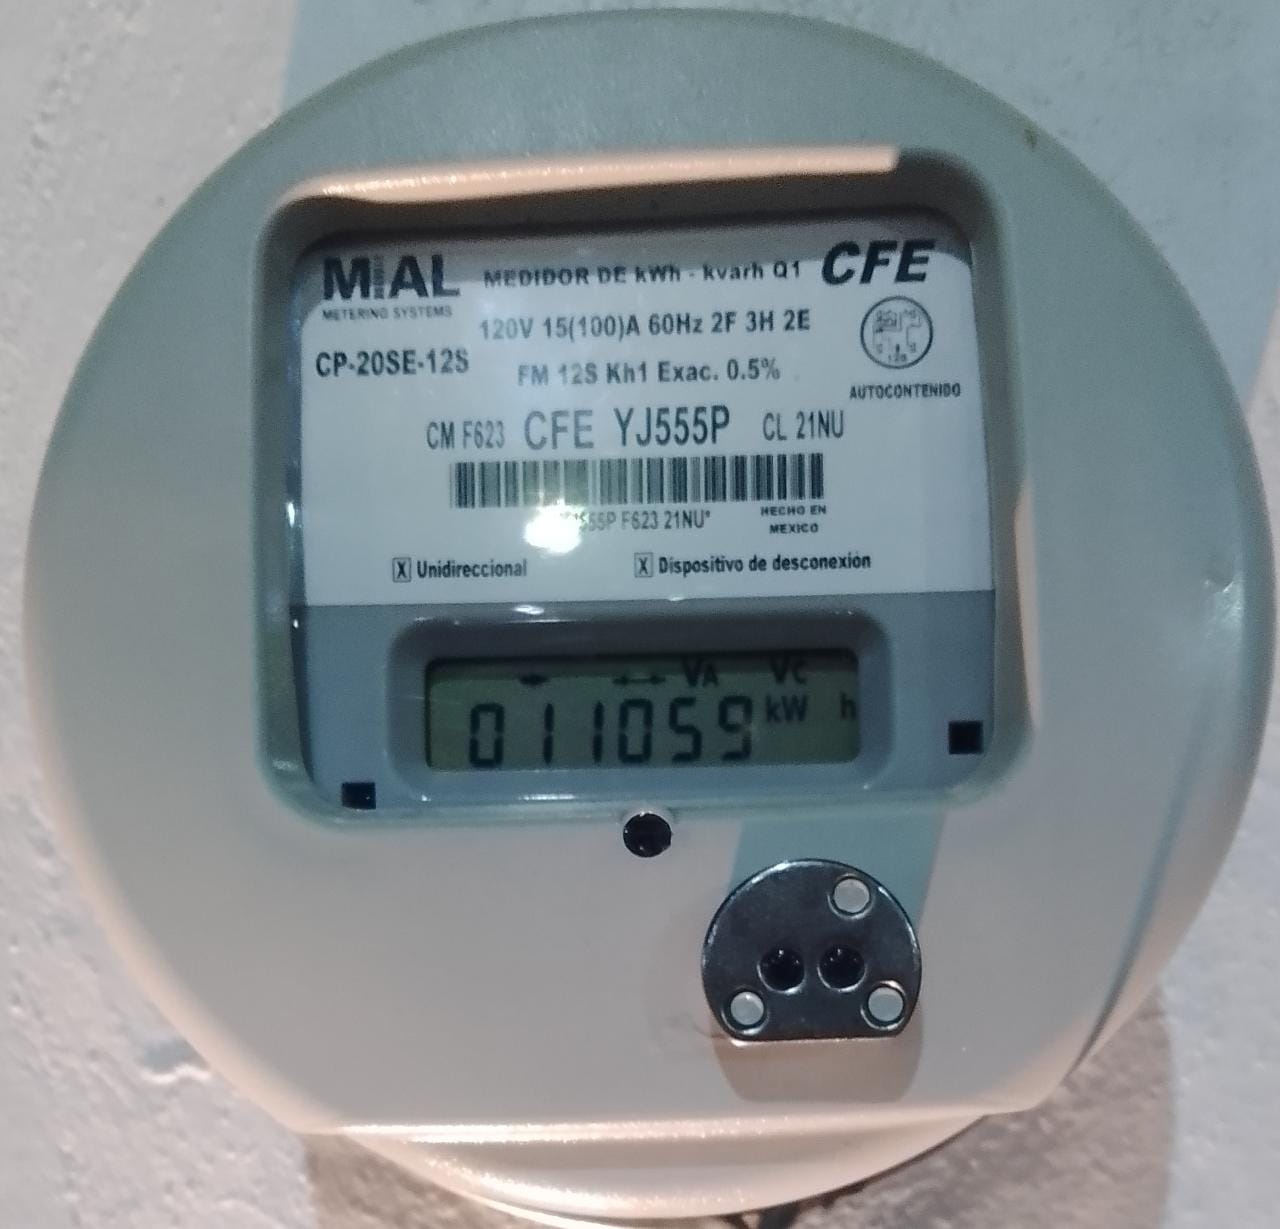 MIAL MEDIDOR DE kWh - kvarh Q1 CFE
METERING SYSTEMS
120V 15(100)A 60Hz 2F 3H 2E
CP-20SE-12S
FM 12S Kh1 Exac. 0.5%
12S
AUTOCONTENIDO
CM F623 CFE YJ555P CL 21NU
F623 21NU*
HECHO EN
MEXICO
X Unidireccional X Dispositivo de desconexión
VA VC
011059 kW h